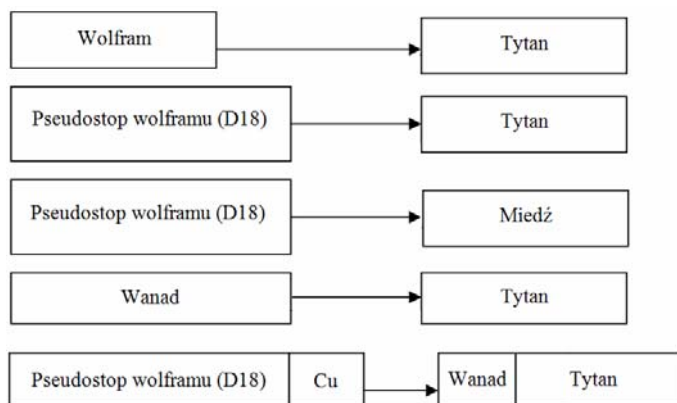 Wolfram Tytan
Pseudostop wolframu (D18) Tytan
Pseudostop wolframu (D18) Miedź
Wanad Tytan
Pseudostop wolframu (D18) Cu Wanad Tytan